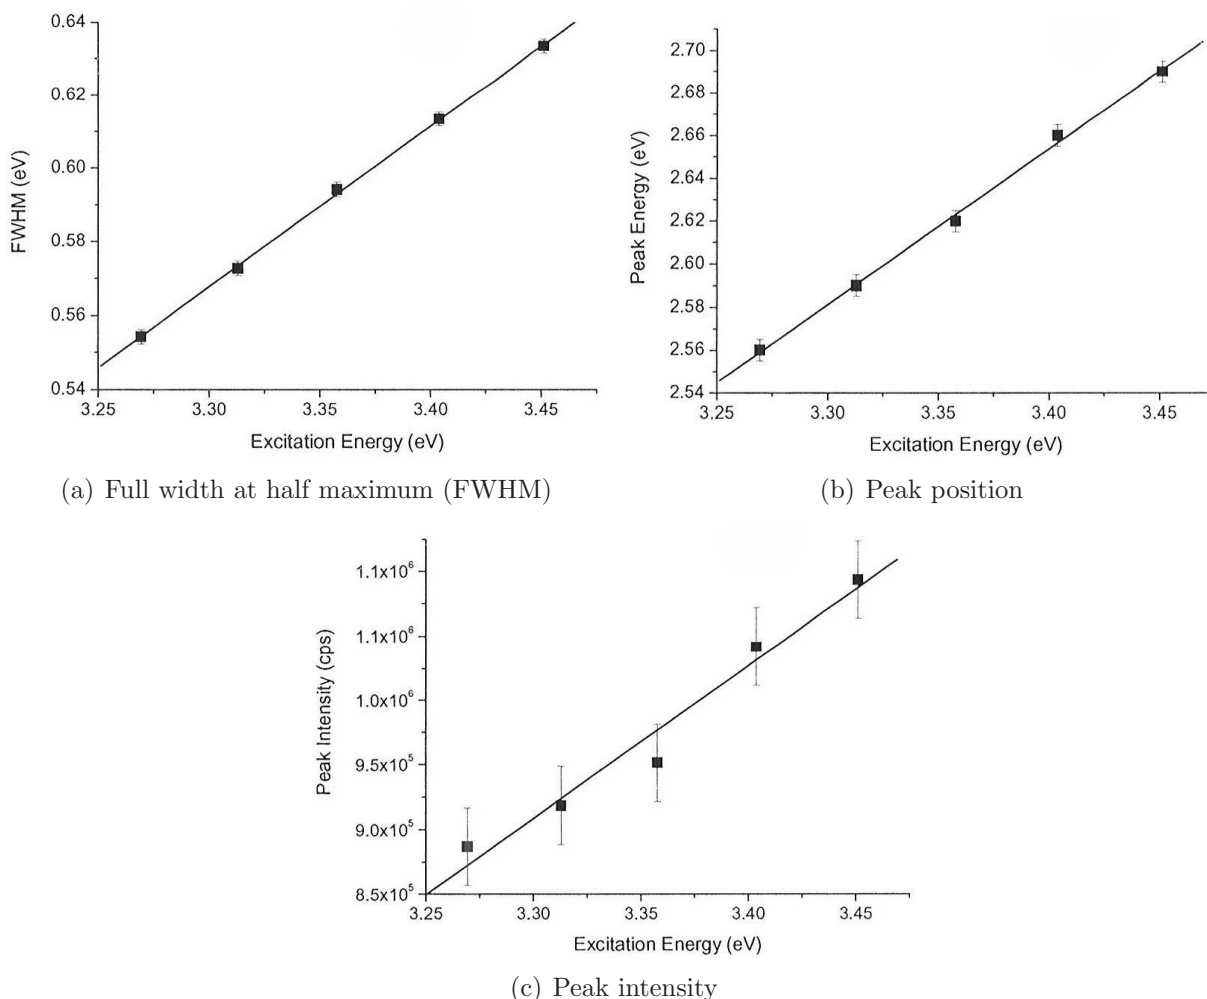 0.64
0.62
0.60
0.58
0.56
0.54
FWHM (eV)
3.25 3.30 3.35 3.40 3.45
Excitation Energy (eV)
(a) Full width at half maximum (FWHM)
2.70
2.68
2.66
2.64
2.62
2.60
2.58
2.56
2.54
Peak Energy (eV)
3.25 3.30 3.35 3.40 3.45
Excitation Energy (eV)
(b) Peak position
1.1x10⁶
1.1x10⁶
1.0x10⁶
9.5x10⁵
9.0x10⁵
8.5x10⁵
Peak Intensity (cps)
3.25 3.30 3.35 3.40 3.45
Excitation Energy (eV)
(c) Peak intensity